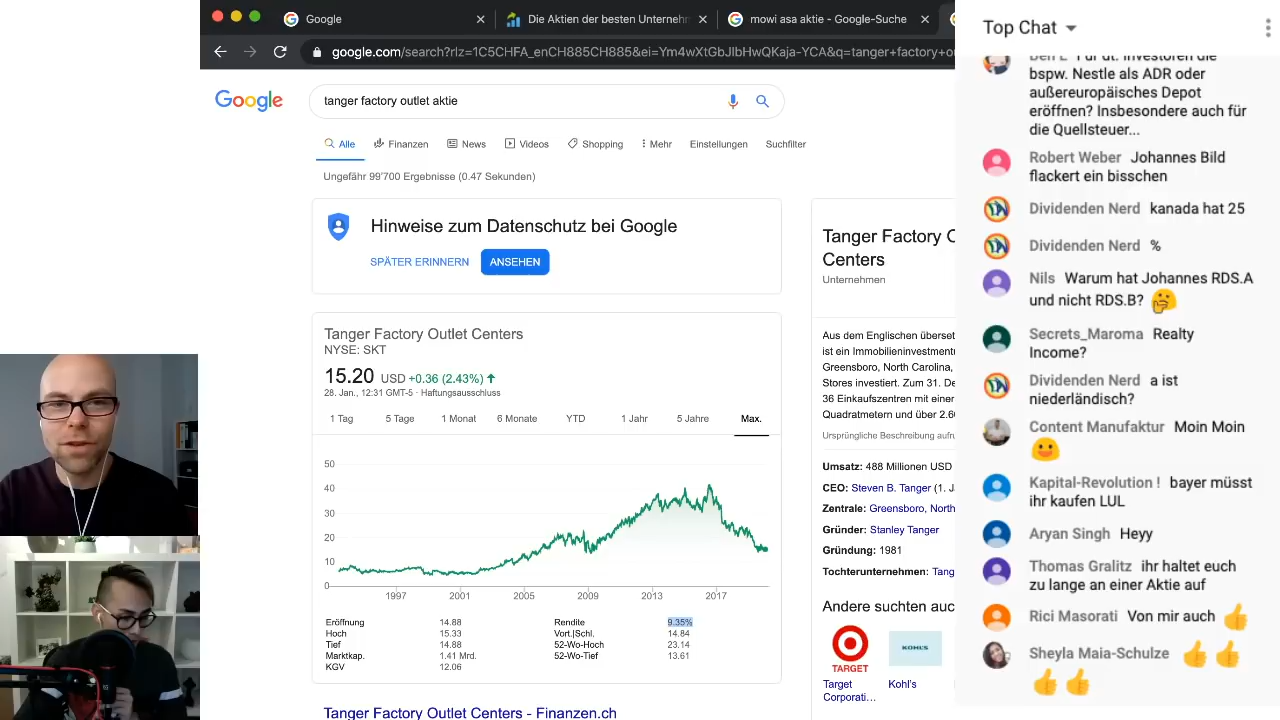 Google
Die Aktien der besten Unternehm
mowi asa aktie - Google-Suche
google.com/search?rlz=1C5CHFA_enCH885CH885&ei=Ym4wXtGbJIbHwQKaja-YCA&q=tanger+factory+ou
Google
tanger factory outlet aktie
Alle
Finanzen
News
Videos
Shopping
Mehr
Einstellungen
Suchfilter
Ungefähr 99'700 Ergebnisse (0.47 Sekunden)
Hinweise zum Datenschutz bei Google
SPÄTER ERINNERN
ANSEHEN
Tanger Factory Outlet Centers
NYSE: SKT
15.20 USD +0.36 (2.43%)
28. Jan., 12:31 GMT-5 · Haftungsausschluss
1 Tag
5 Tage
1 Monat
6 Monate
YTD
1 Jahr
5 Jahre
Max.
50
40
30
20
10
0
1997
2001
2005
2009
2013
2017
Eröffnung 14.88
Hoch 15.33
Tief 14.88
Marktkap. 1.41 Mrd.
KGV 12.06
Rendite 9.35%
Vort.|Schl. 14.84
52-Wo-Hoch 23.14
52-Wo-Tief 13.61
Tanger Factory Outlet Centers - Finanzen.ch
Tanger Factory O
Centers
Unternehmen
Aus dem Englischen überset
ist ein Immobilieninvestment
Greensboro, North Carolina,
Stores investiert. Zum 31. De
36 Einkaufszentren mit einer
Quadratmetern und über 2.6
Ursprüngliche Beschreibung aufru
Umsatz: 488 Millionen USD
CEO: Steven B. Tanger (1. J
Zentrale: Greensboro, North
Gründer: Stanley Tanger
Gründung: 1981
Tochterunternehmen: Tang
Andere suchten auc
TARGET
KOHL'S
Target
Corporati…
Kohl's
Top Chat
Ben E Für dt. Investoren die
bspw. Nestle als ADR oder
außereuropäisches Depot
eröffnen? Insbesondere auch für
die Quellsteuer...
Robert Weber Johannes Bild
flackert ein bisschen
Dividenden Nerd kanada hat 25
Dividenden Nerd %
Nils Warum hat Johannes RDS.A
und nicht RDS.B? 🤔
Secrets_Maroma Realty
Income?
Dividenden Nerd a ist
niederländisch?
Content Manufaktur Moin Moin
😃
Kapital-Revolution ! bayer müsst
ihr kaufen LUL
Aryan Singh Heyy
Thomas Gralitz ihr haltet euch
zu lange an einer Aktie auf
Rici Masorati Von mir auch 👍
Sheyla Maia-Schulze 👍👍
👍👍